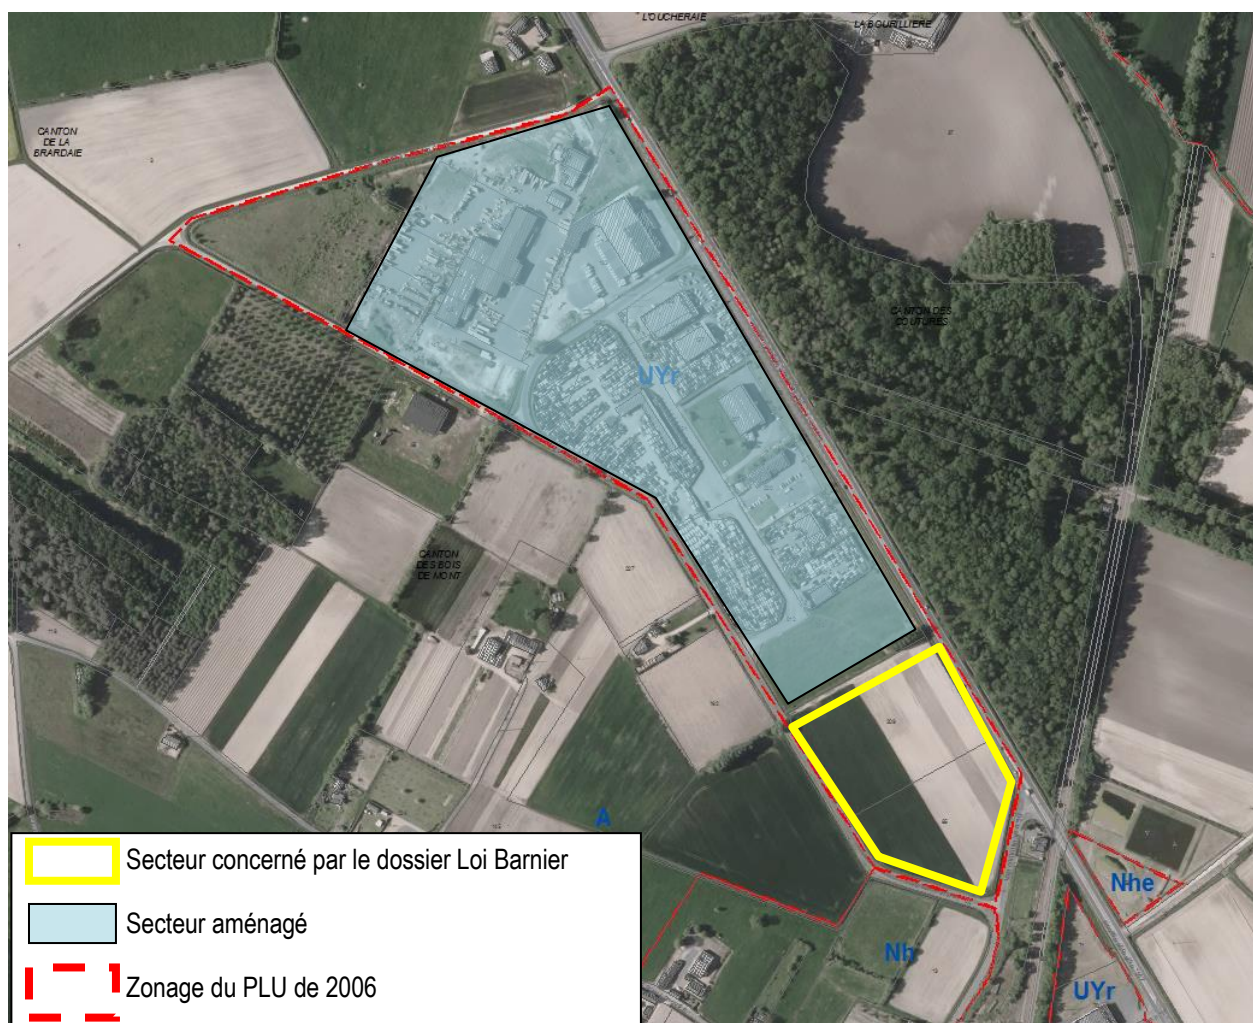 L'OUCHERAIE
LA BOURILLIERE
CANTON
DE LA
BRARDAIE
CANTON DES
COUTURES
UYr
CANTON
DES BOIS
DE MONT
A
Nhe
Nh
UYr
Secteur concerné par le dossier Loi Barnier
Secteur aménagé
Zonage du PLU de 2006